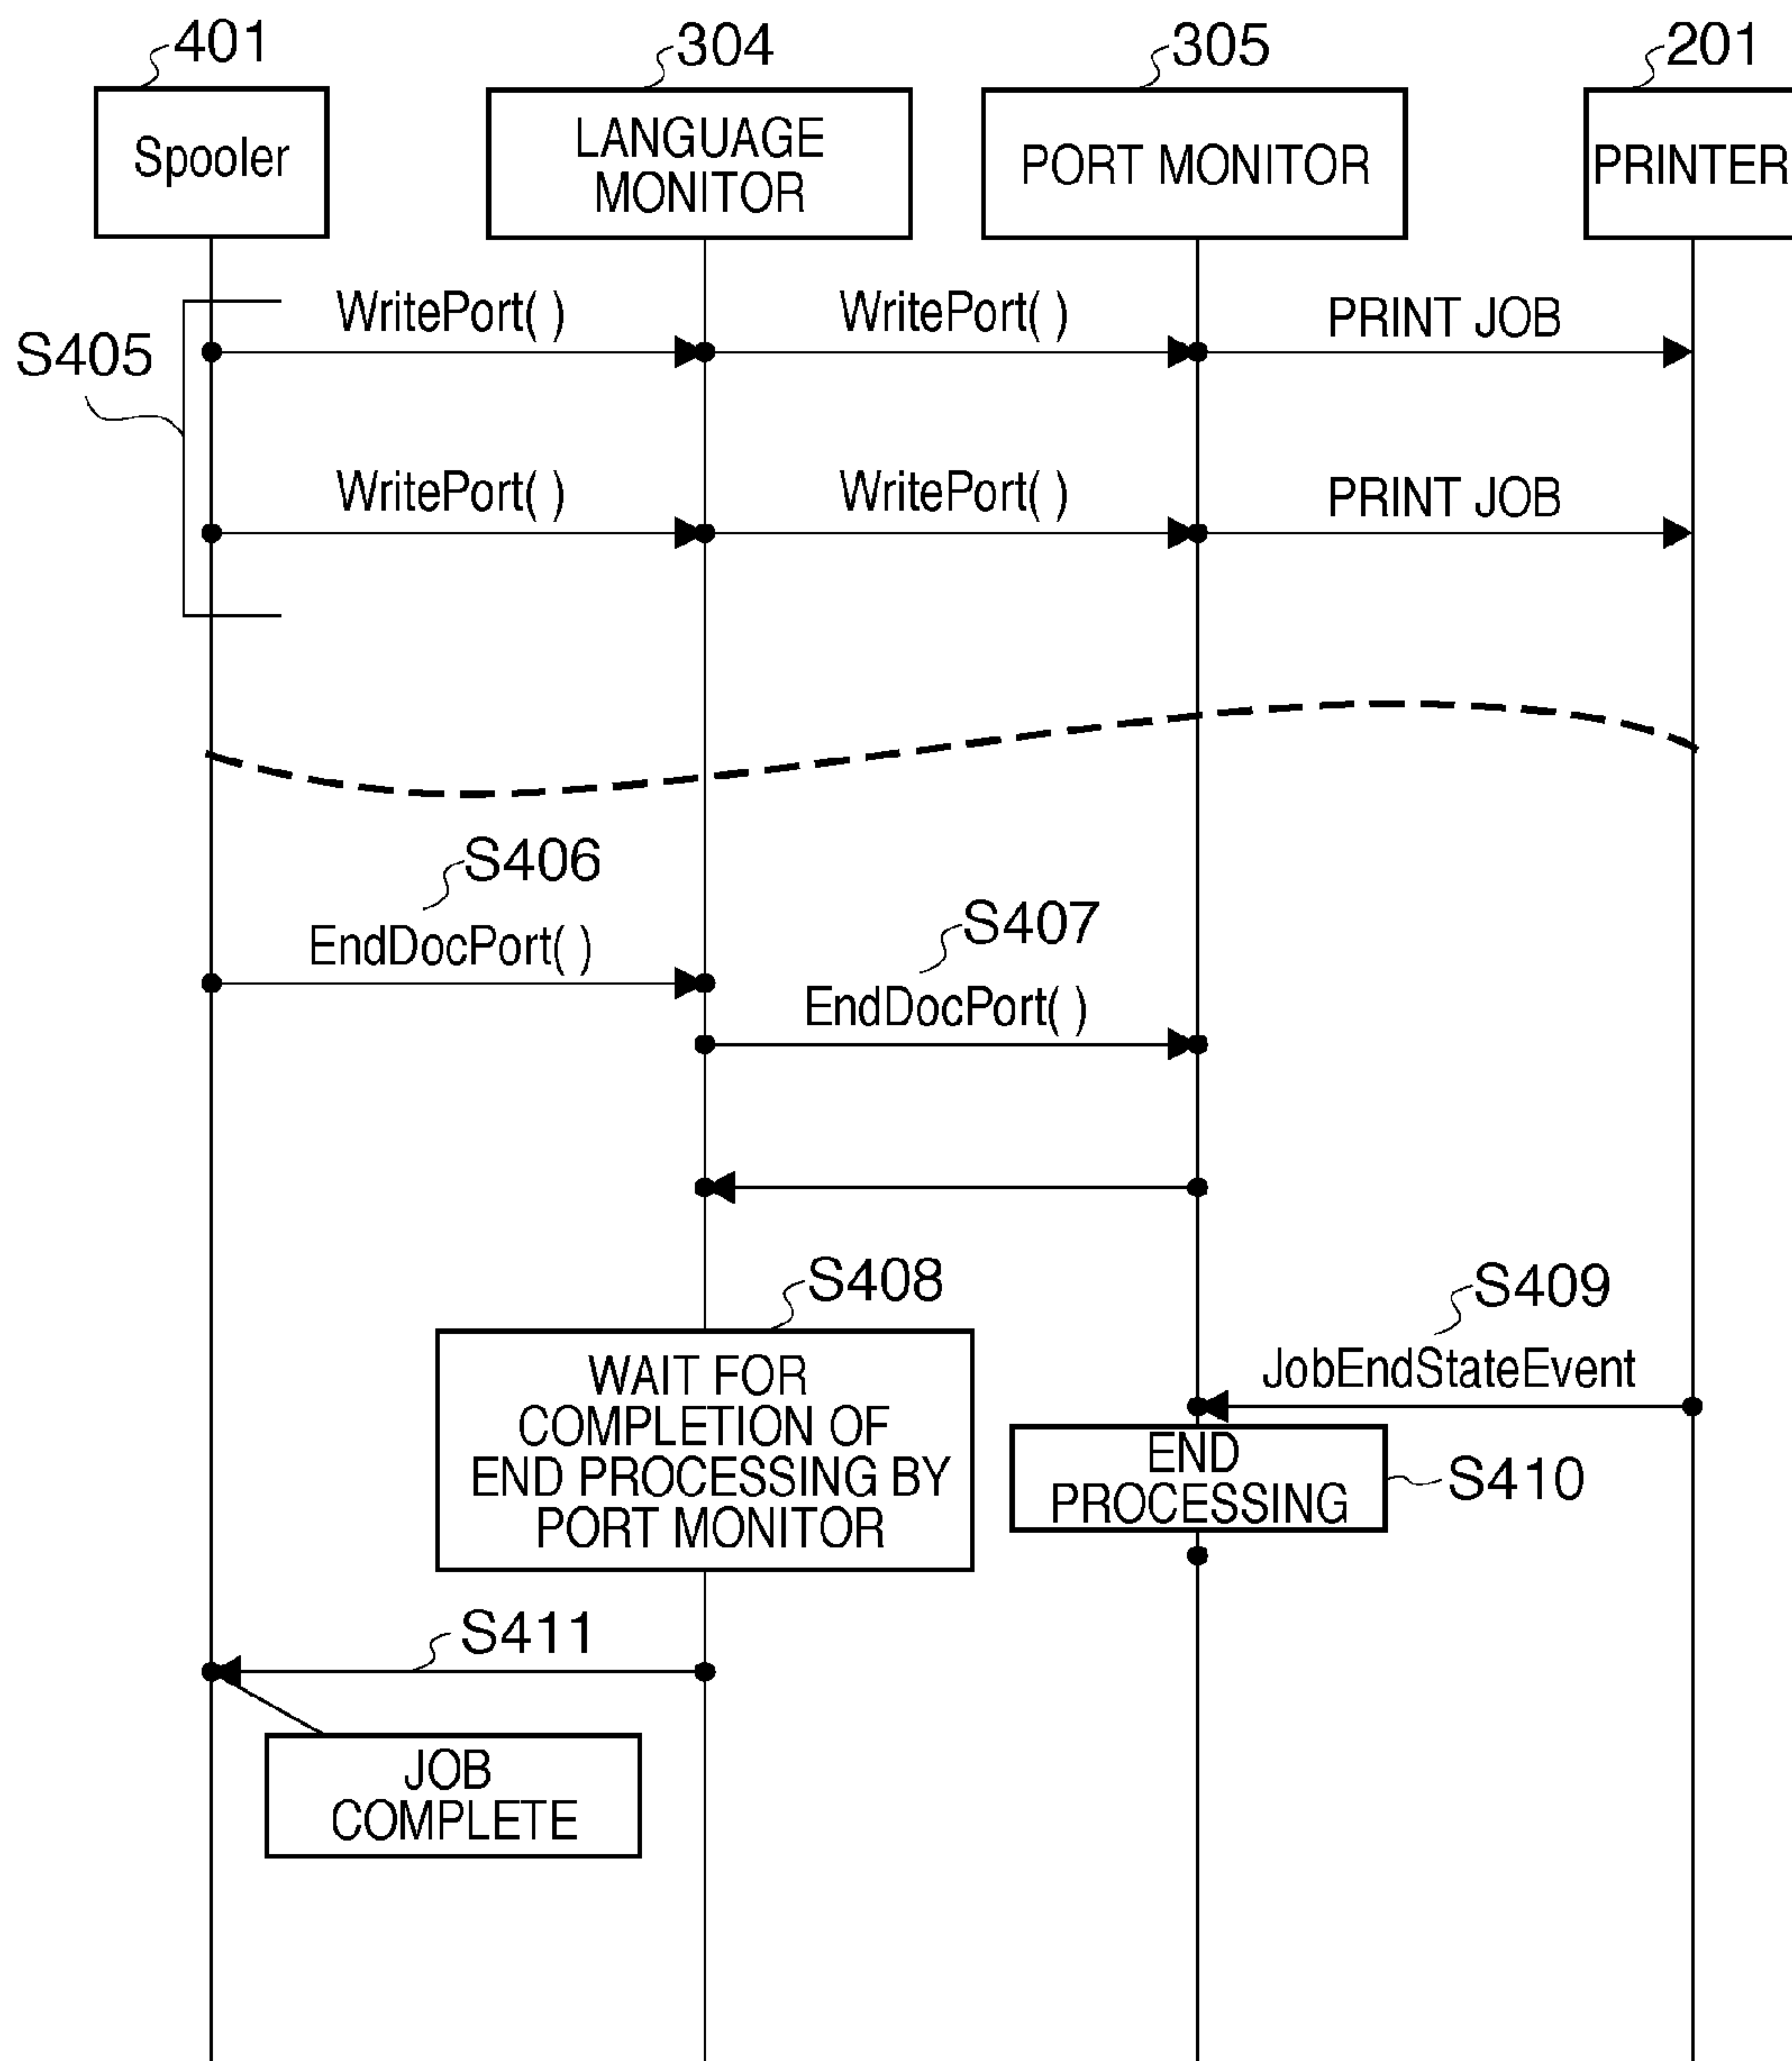 401
304
305
201
Spooler
LANGUAGE
MONITOR
PORT MONITOR
PRINTER
S405
WritePort( )
WritePort( )
PRINT JOB
WritePort( )
WritePort( )
PRINT JOB
S406
EndDocPort( )
S407
EndDocPort( )
S408
WAIT FOR
COMPLETION OF
END PROCESSING BY
PORT MONITOR
S409
JobEndStateEvent
END
PROCESSING
S410
S411
JOB
COMPLETE